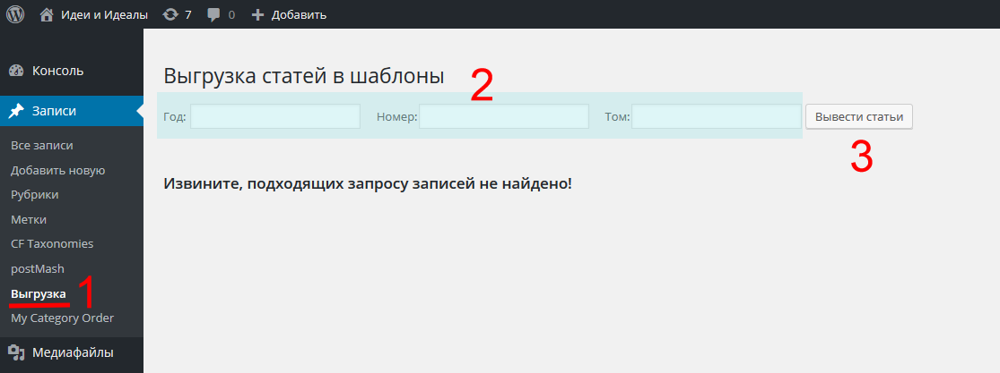 Идеи и Идеалы 7 0 Добавить
Консоль
Записи
Все записи
Добавить новую
Рубрики
Метки
CF Taxonomies
postMash
Выгрузка 1
My Category Order
Медиафайлы
Выгрузка статей в шаблоны 2
Год: Номер: Том: Вывести статьи
3
Извините, подходящих запросу записей не найдено!